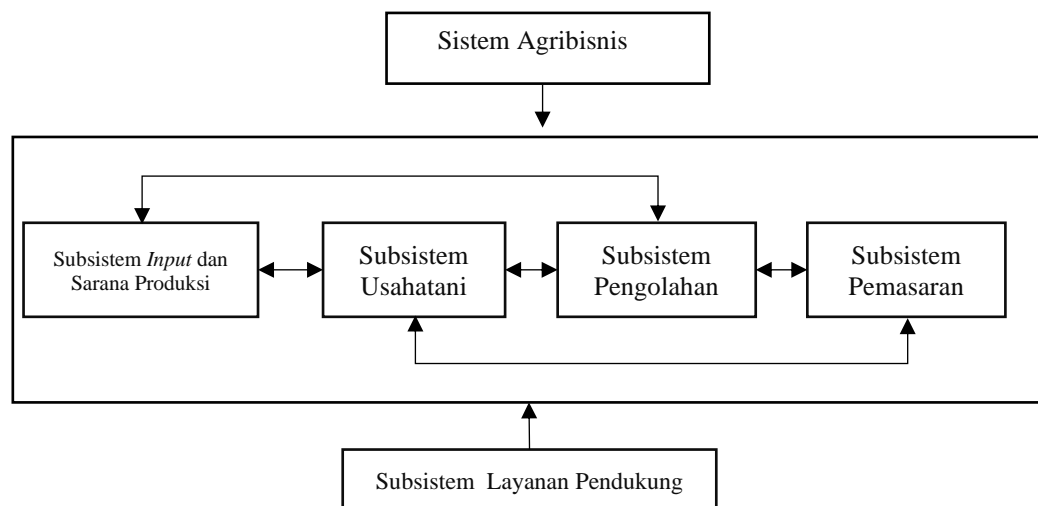 Sistem Agribisnis
Subsistem Input dan
Sarana Produksi
Subsistem
Usahatani
Subsistem
Pengolahan
Subsistem
Pemasaran
Subsistem Layanan Pendukung